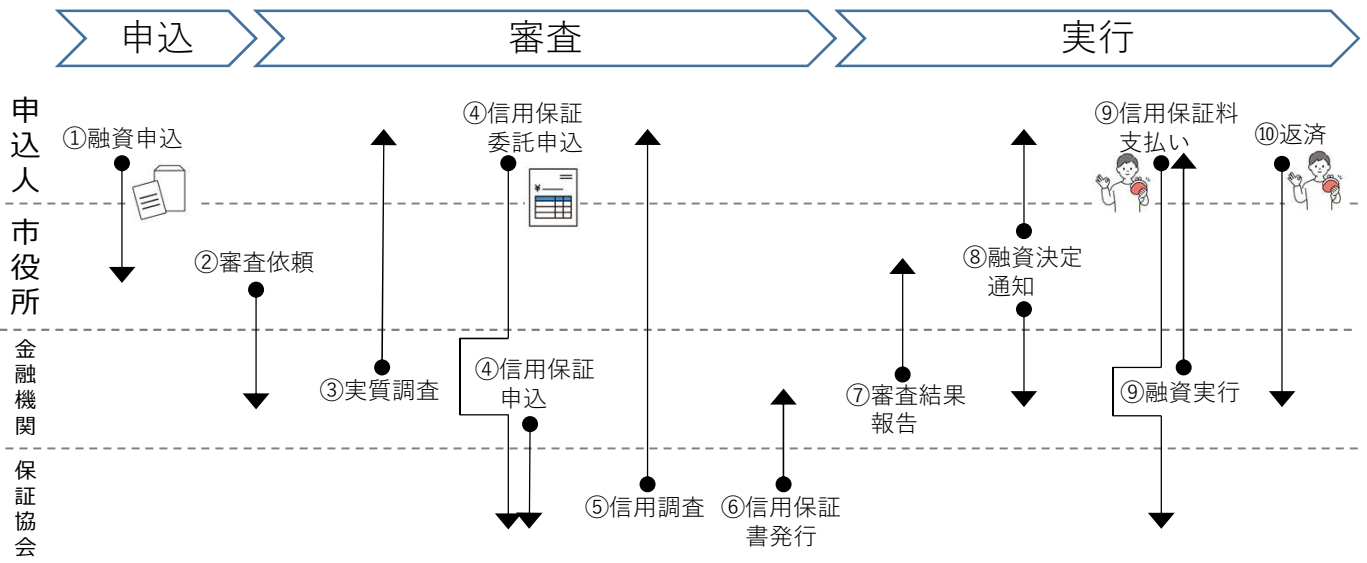 申込
審査
実行
申込人
①融資申込
④信用保証
委託申込
⑨信用保証料
支払い
⑩返済
¥
市役所
②審査依頼
⑧融資決定
通知
金融機関
③実質調査
④信用保証
申込
⑦審査結果
報告
⑨融資実行
保証協会
⑤信用調査
⑥信用保証
書発行